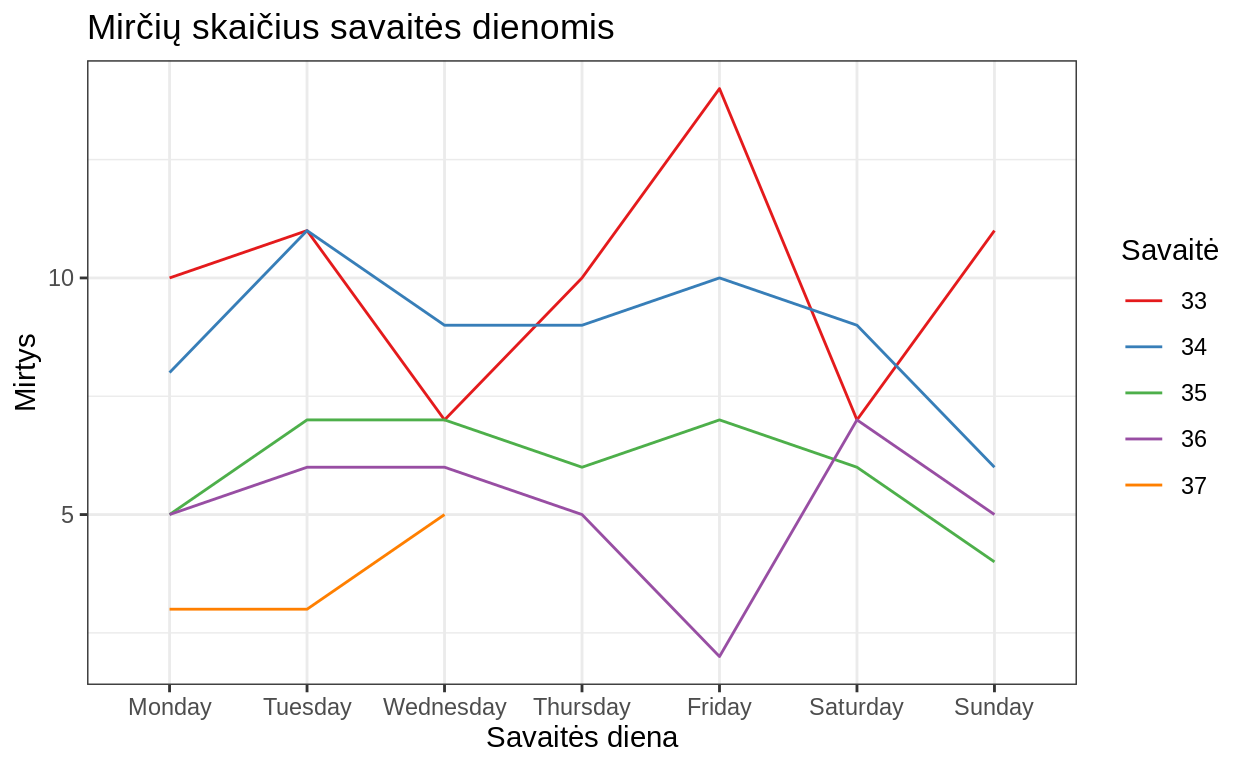 Mirčių skaičius savaitės dienomis
Mirtys
10
5
Monday Tuesday Wednesday Thursday Friday Saturday Sunday
Savaitės diena
Savaitė
33
34
35
36
37